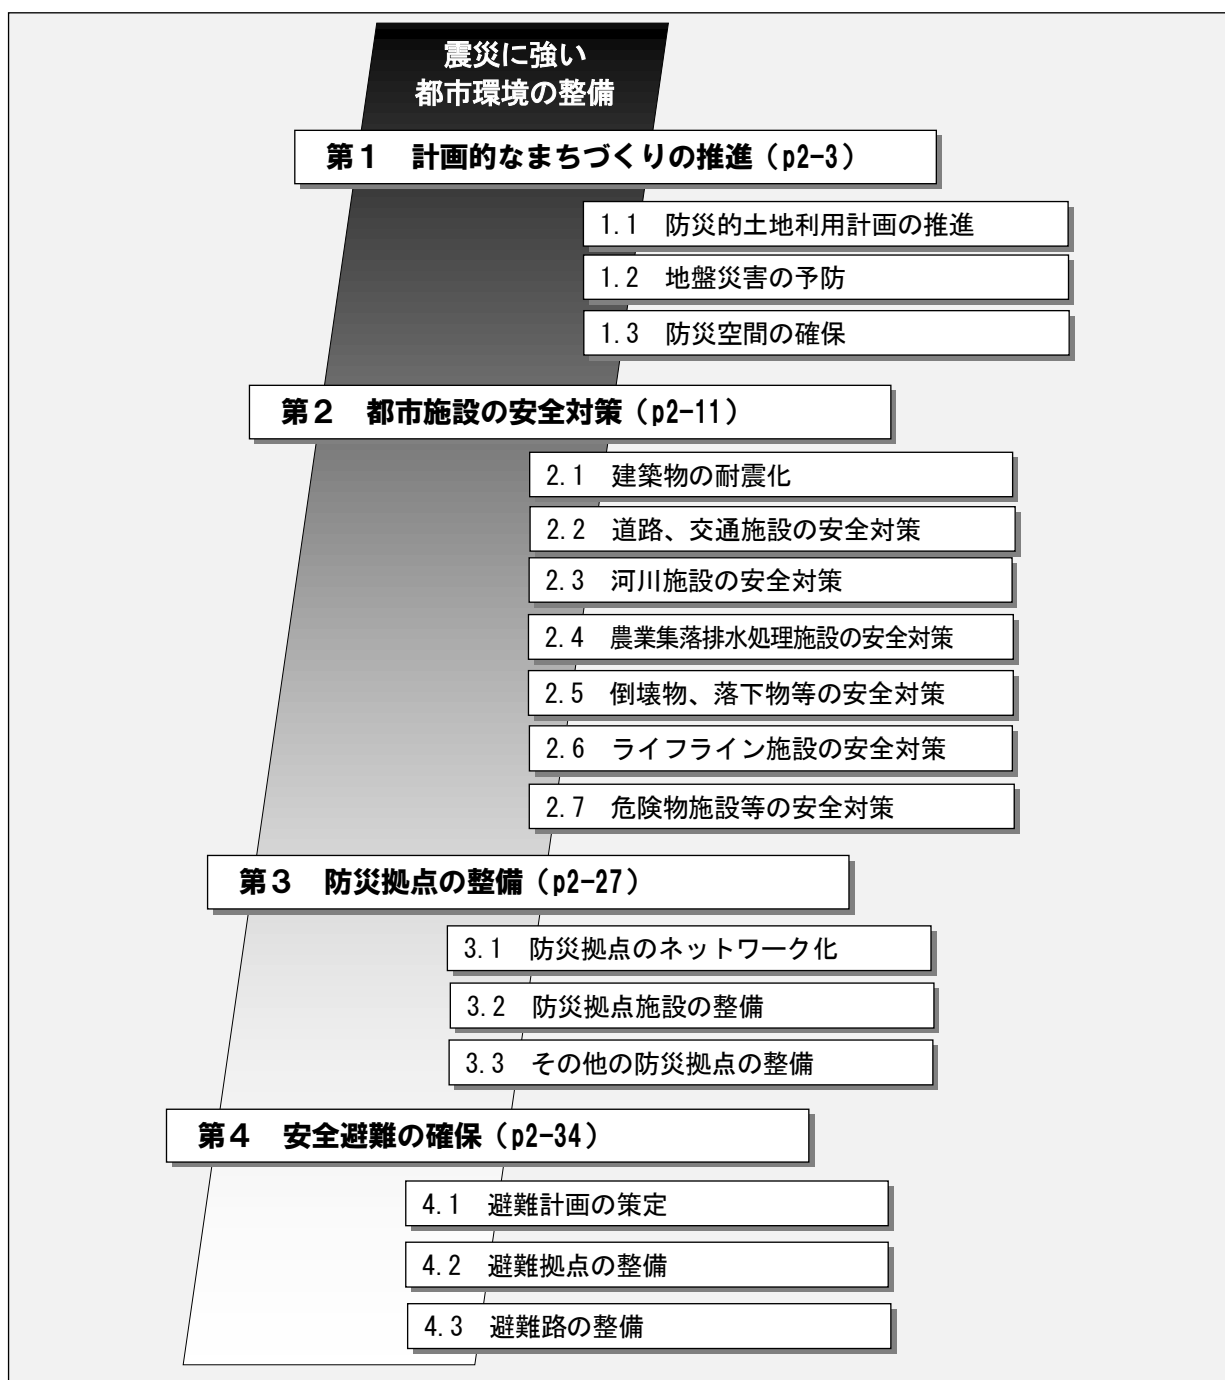 震災に強い
都市環境の整備
第１　計画的なまちづくりの推進（p2-3）
1.1　防災的土地利用計画の推進
1.2　地盤災害の予防
1.3　防災空間の確保
第２　都市施設の安全対策（p2-11）
2.1　建築物の耐震化
2.2　道路、交通施設の安全対策
2.3　河川施設の安全対策
2.4　農業集落排水処理施設の安全対策
2.5　倒壊物、落下物等の安全対策
2.6　ライフライン施設の安全対策
2.7　危険物施設等の安全対策
第３　防災拠点の整備（p2-27）
3.1　防災拠点のネットワーク化
3.2　防災拠点施設の整備
3.3　その他の防災拠点の整備
第４　安全避難の確保（p2-34）
4.1　避難計画の策定
4.2　避難拠点の整備
4.3　避難路の整備